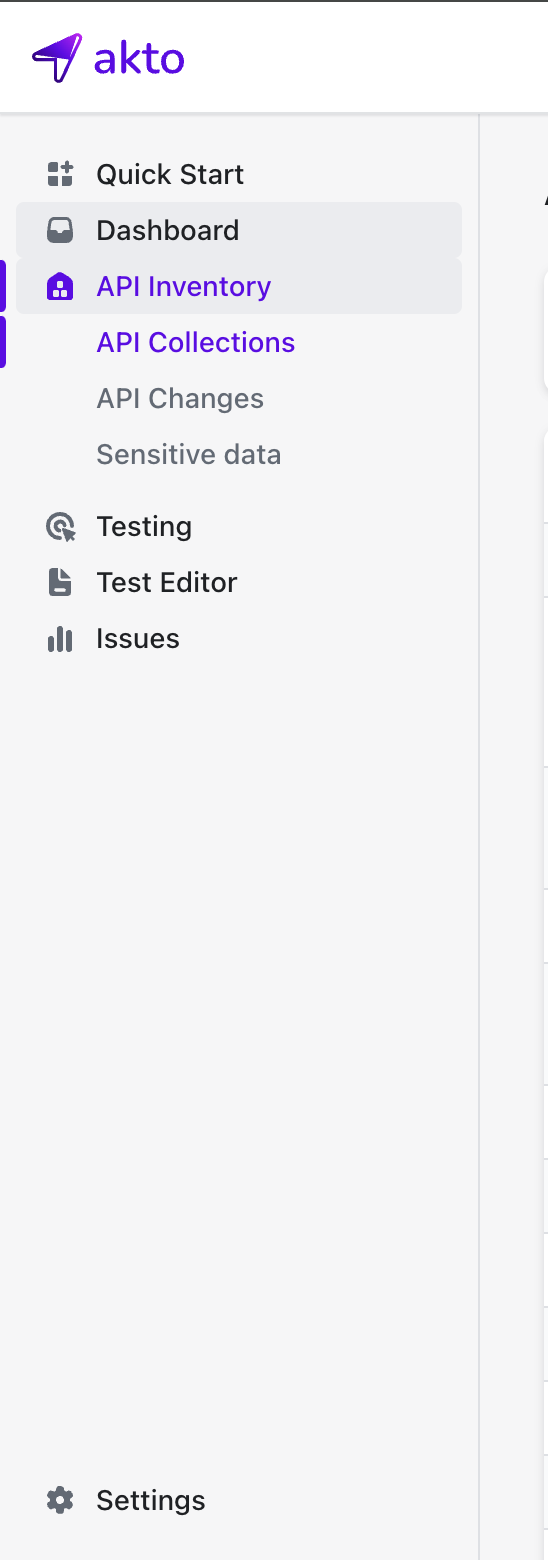 akto
Quick Start
Dashboard
API Inventory
API Collections
API Changes
Sensitive data
Testing
Test Editor
Issues
Settings